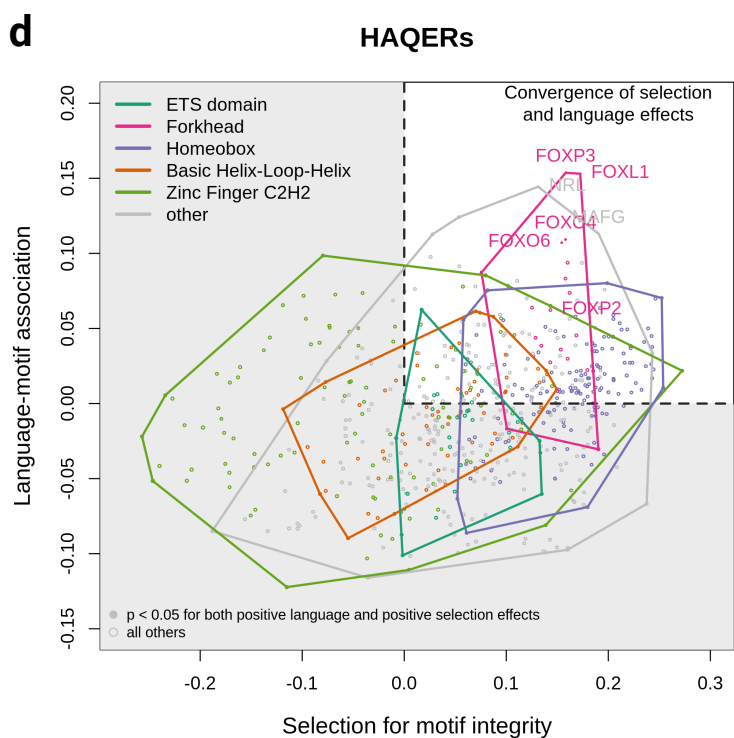 d
HAQERs
ETS domain
Forkhead
Homeobox
Basic Helix-Loop-Helix
Zinc Finger C2H2
other
Convergence of selection
and language effects
FOXP3
FOXL1
NRL
MAFG
FOXC4
FOXO6
FOXP2
0.20
0.15
0.10
0.05
0.00
-0.05
-0.10
-0.15
Language-motif association
p < 0.05 for both positive language and positive selection effects
all others
-0.2
-0.1
0.0
0.1
0.2
0.3
Selection for motif integrity